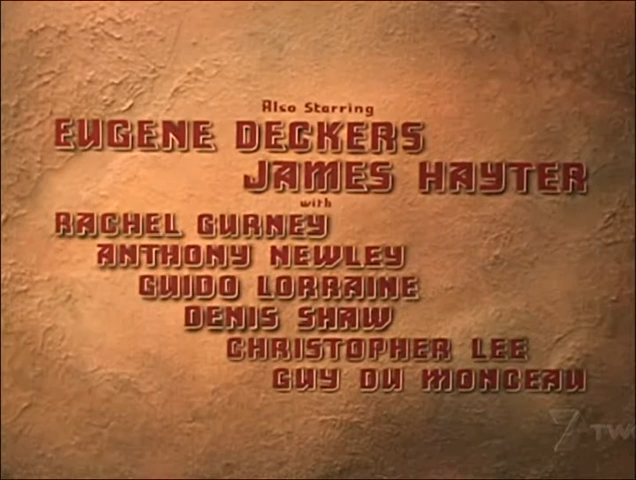 Also Starring
EUGENE DECKERS
JAMES HAYTER
with
RACHEL GURNEY
ANTHONY NEWLEY
GUIDO LORRAINE
DENIS SHAW
CHRISTOPHER LEE
GUY DU MONCEAU
7TWO